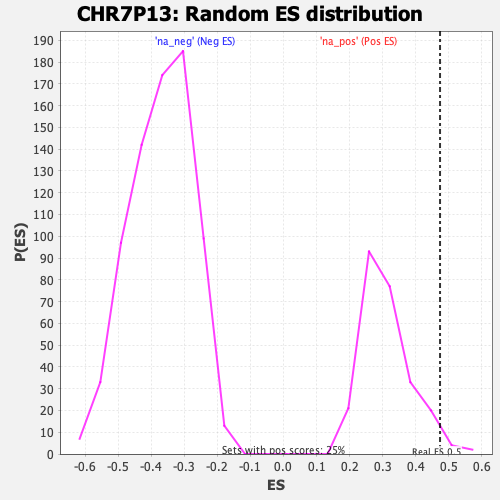 CHR7P13: Random ES distribution
'na_neg' (Neg ES) 'na_pos' (Pos ES)
190
180
170
160
150
140
130
120
110
100
90
80
70
60
50
40
30
20
10
0
P(ES)
Sets with pos scores: 25%
Real ES 0.5
-0.6 -0.5 -0.4 -0.3 -0.2 -0.1 0.0 0.1 0.2 0.3 0.4 0.5 0.6
ES